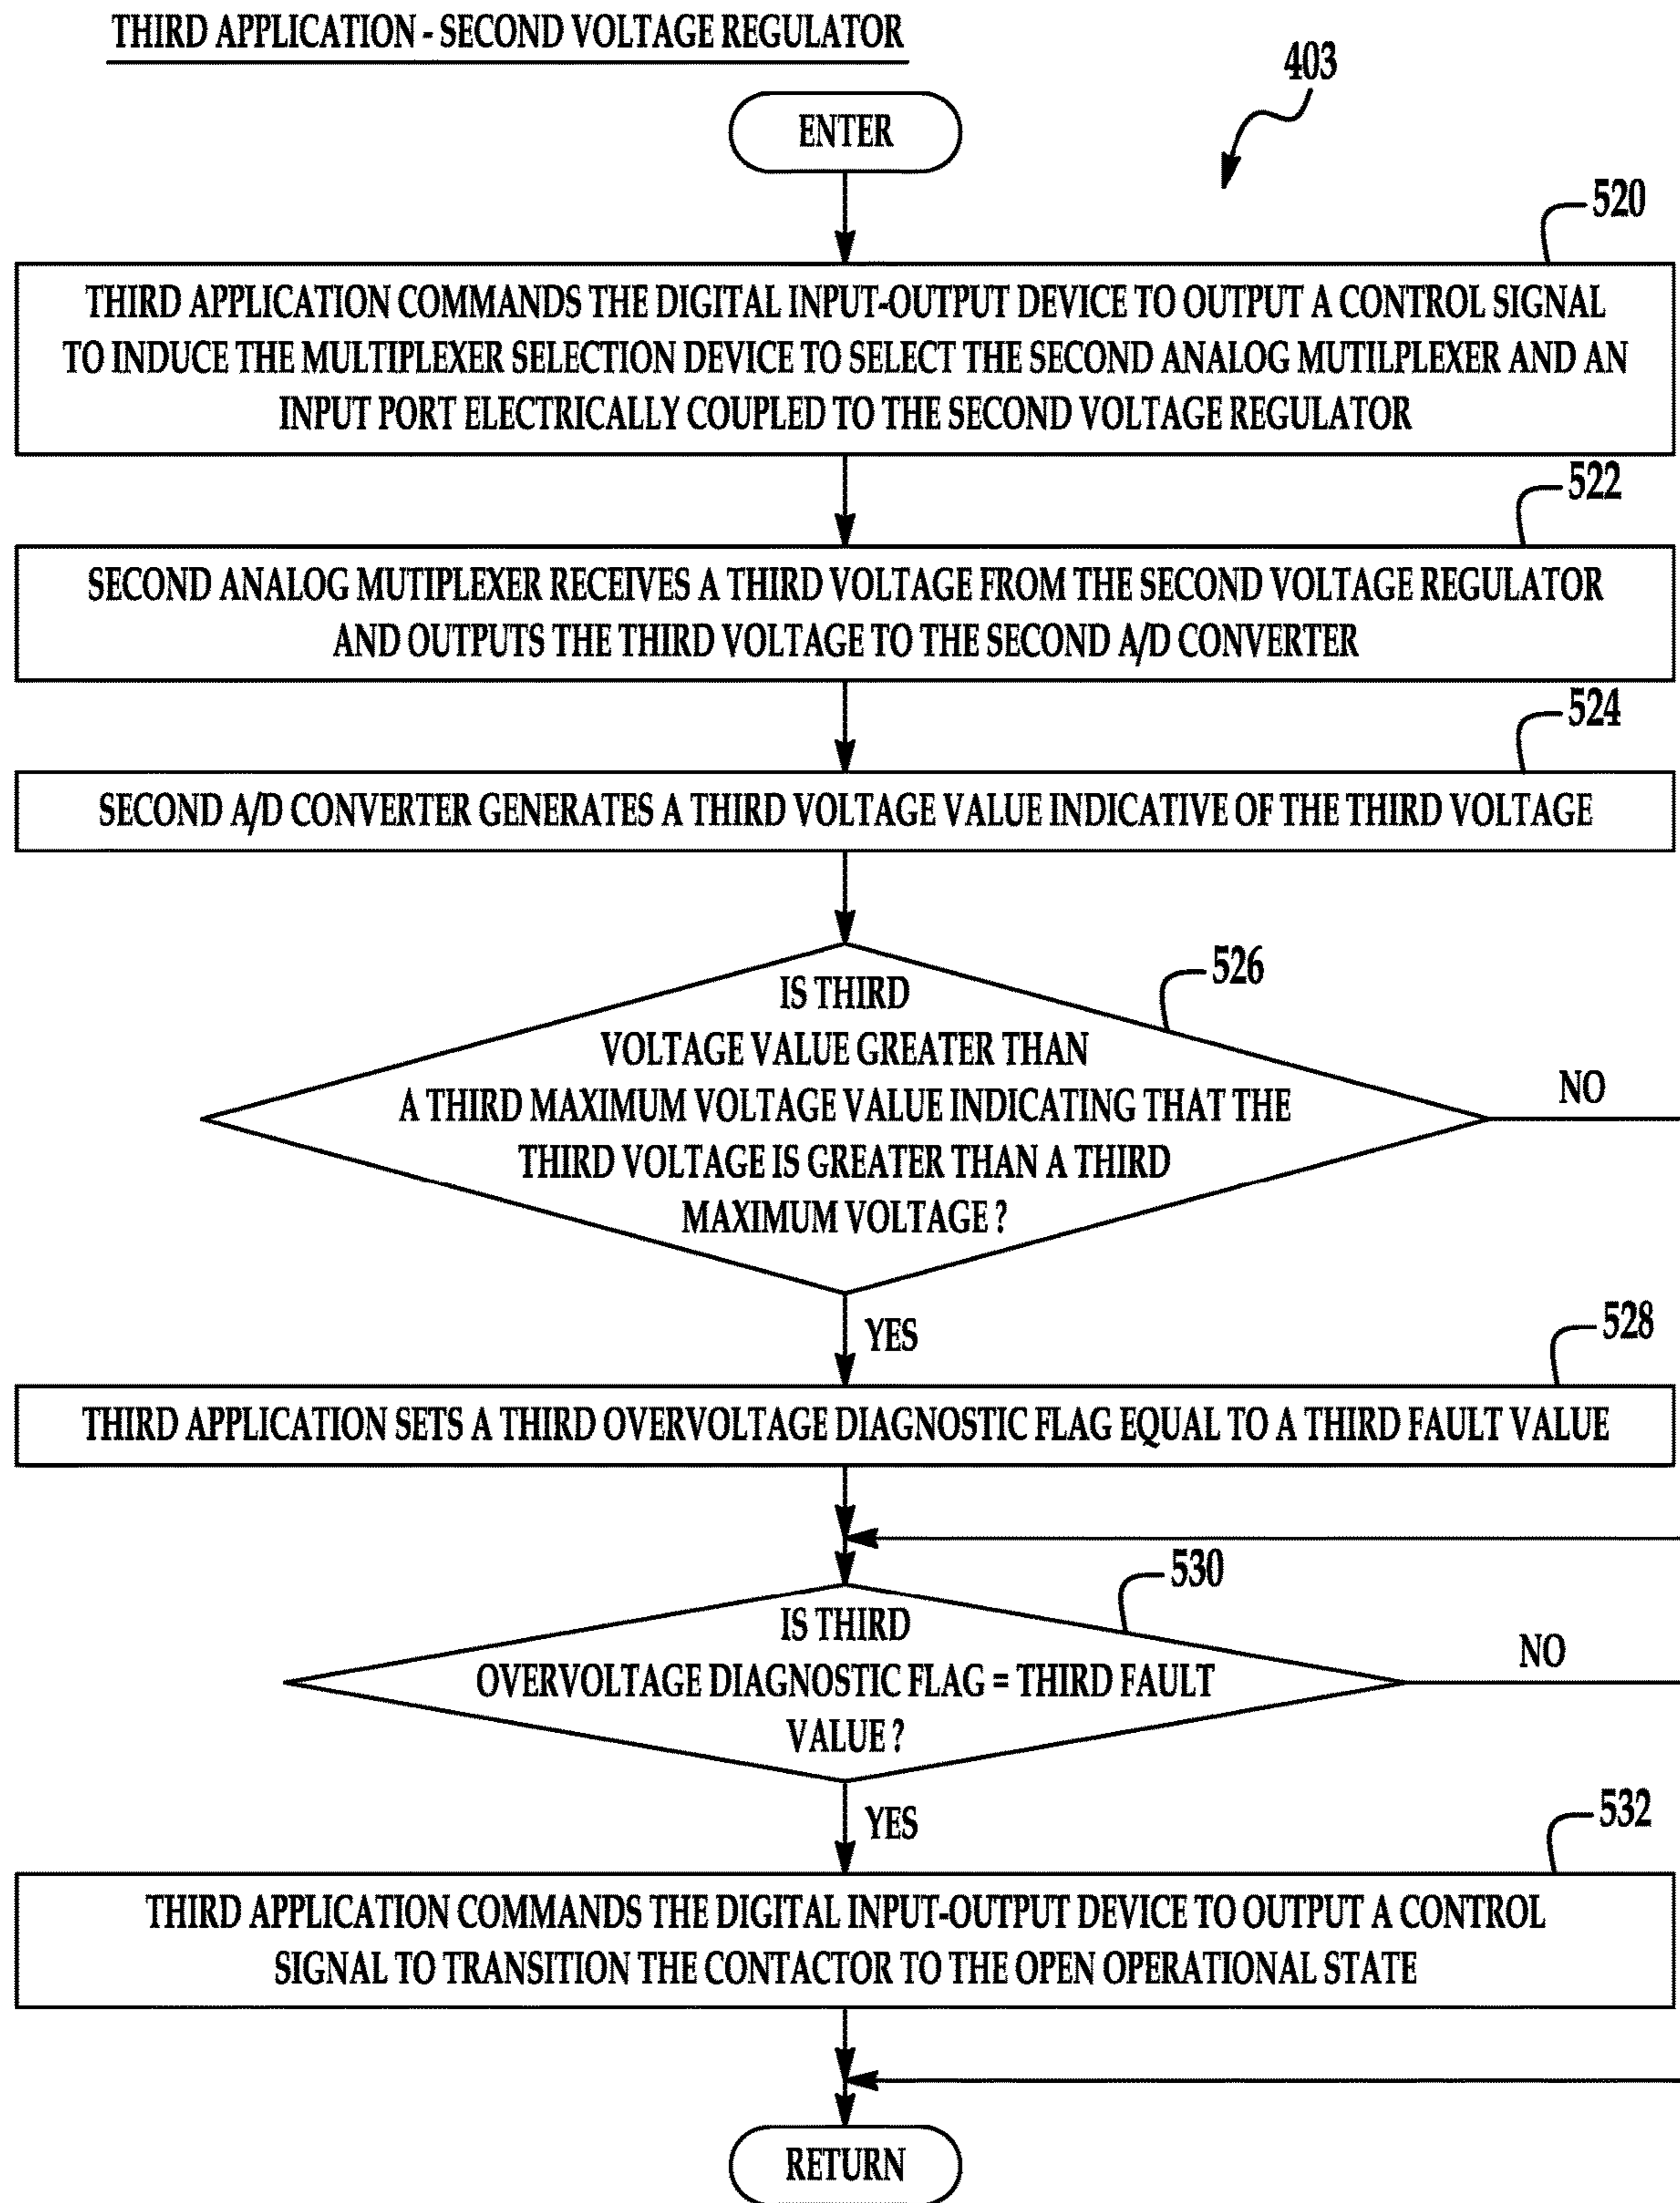 THIRD APPLICATION - SECOND VOLTAGE REGULATOR
403
ENTER
520
THIRD APPLICATION COMMANDS THE DIGITAL INPUT-OUTPUT DEVICE TO OUTPUT A CONTROL SIGNAL
TO INDUCE THE MULTIPLEXER SELECTION DEVICE TO SELECT THE SECOND ANALOG MUTILPLEXER AND AN
INPUT PORT ELECTRICALLY COUPLED TO THE SECOND VOLTAGE REGULATOR
522
SECOND ANALOG MUTIPLEXER RECEIVES A THIRD VOLTAGE FROM THE SECOND VOLTAGE REGULATOR
AND OUTPUTS THE THIRD VOLTAGE TO THE SECOND A/D CONVERTER
524
SECOND A/D CONVERTER GENERATES A THIRD VOLTAGE VALUE INDICATIVE OF THE THIRD VOLTAGE
526
IS THIRD
VOLTAGE VALUE GREATER THAN
A THIRD MAXIMUM VOLTAGE VALUE INDICATING THAT THE
THIRD VOLTAGE IS GREATER THAN A THIRD
MAXIMUM VOLTAGE ?
NO
YES
528
THIRD APPLICATION SETS A THIRD OVERVOLTAGE DIAGNOSTIC FLAG EQUAL TO A THIRD FAULT VALUE
530
IS THIRD
OVERVOLTAGE DIAGNOSTIC FLAG = THIRD FAULT
VALUE ?
NO
YES
532
THIRD APPLICATION COMMANDS THE DIGITAL INPUT-OUTPUT DEVICE TO OUTPUT A CONTROL
SIGNAL TO TRANSITION THE CONTACTOR TO THE OPEN OPERATIONAL STATE
RETURN